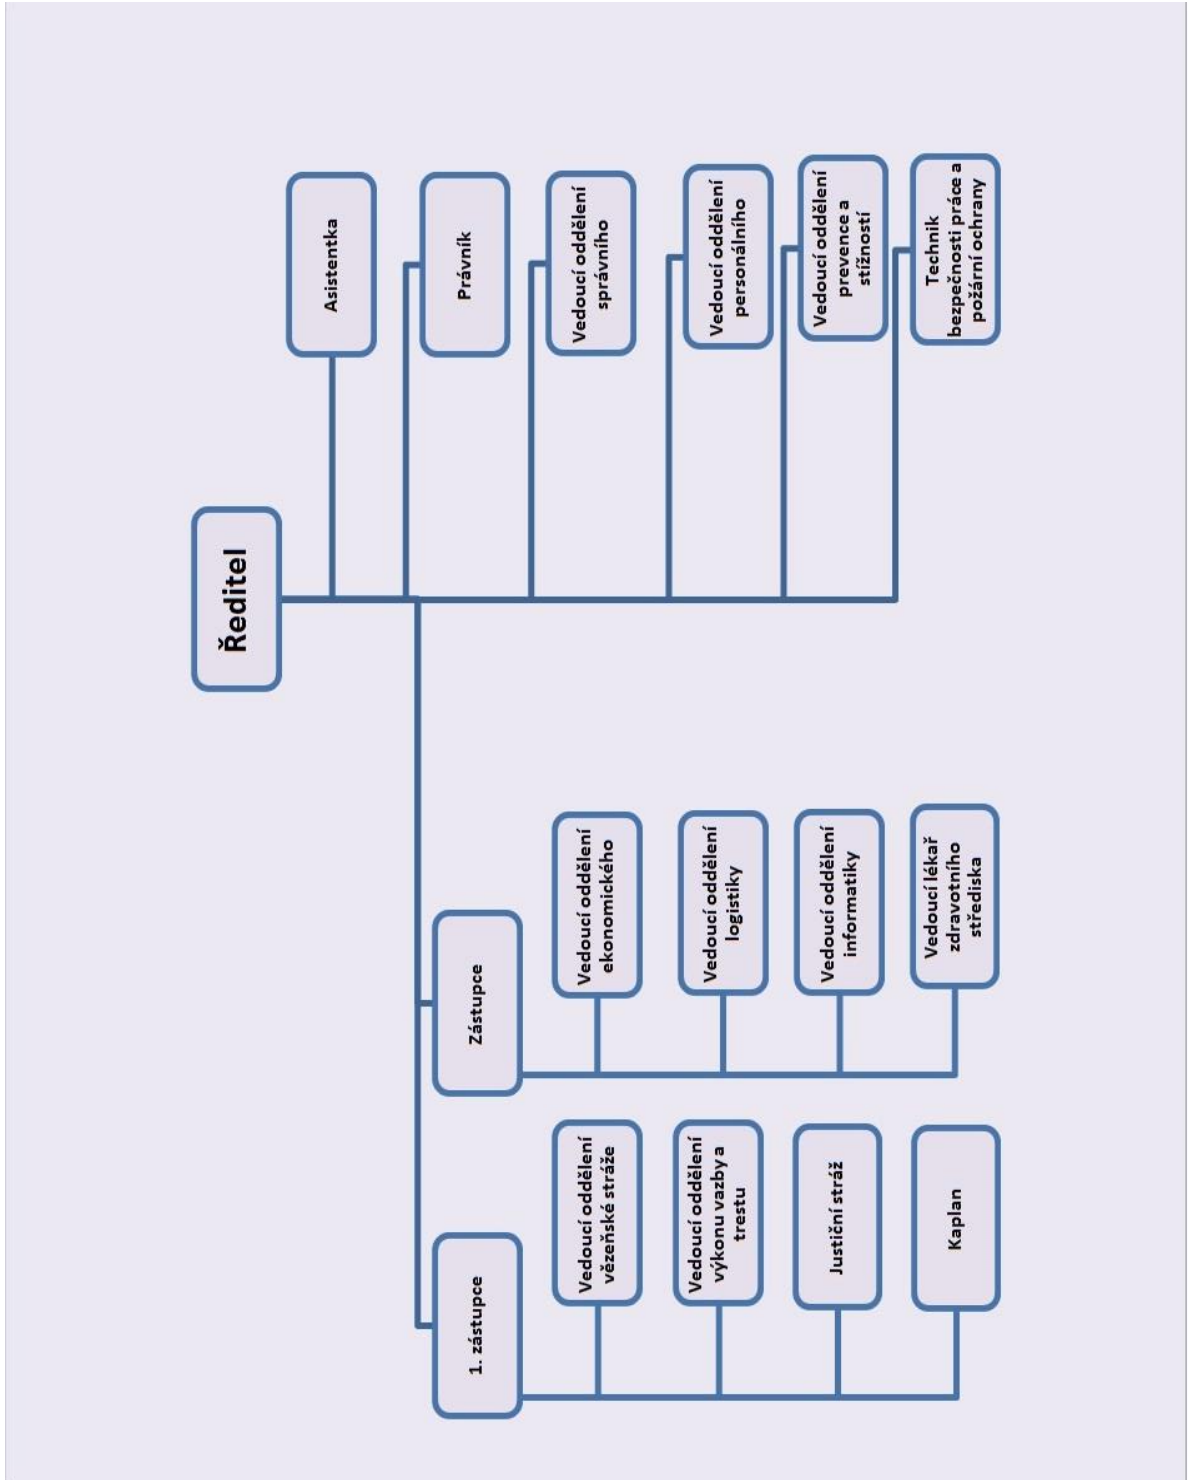 Ředitel
Asistentka
Právník
Vedoucí oddělení
správního
Vedoucí oddělení
personálního
Vedoucí oddělení
prevence a
stížností
Technik
bezpečnosti práce a
požární ochrany
1. zástupce
Vedoucí oddělení
vězeňské stráže
Vedoucí oddělení
výkonu vazby a
trestu
Justiční stráž
Kaplan
Zástupce
Vedoucí oddělení
ekonomického
Vedoucí oddělení
logistiky
Vedoucí oddělení
informatiky
Vedoucí lékař
zdravotního
střediska